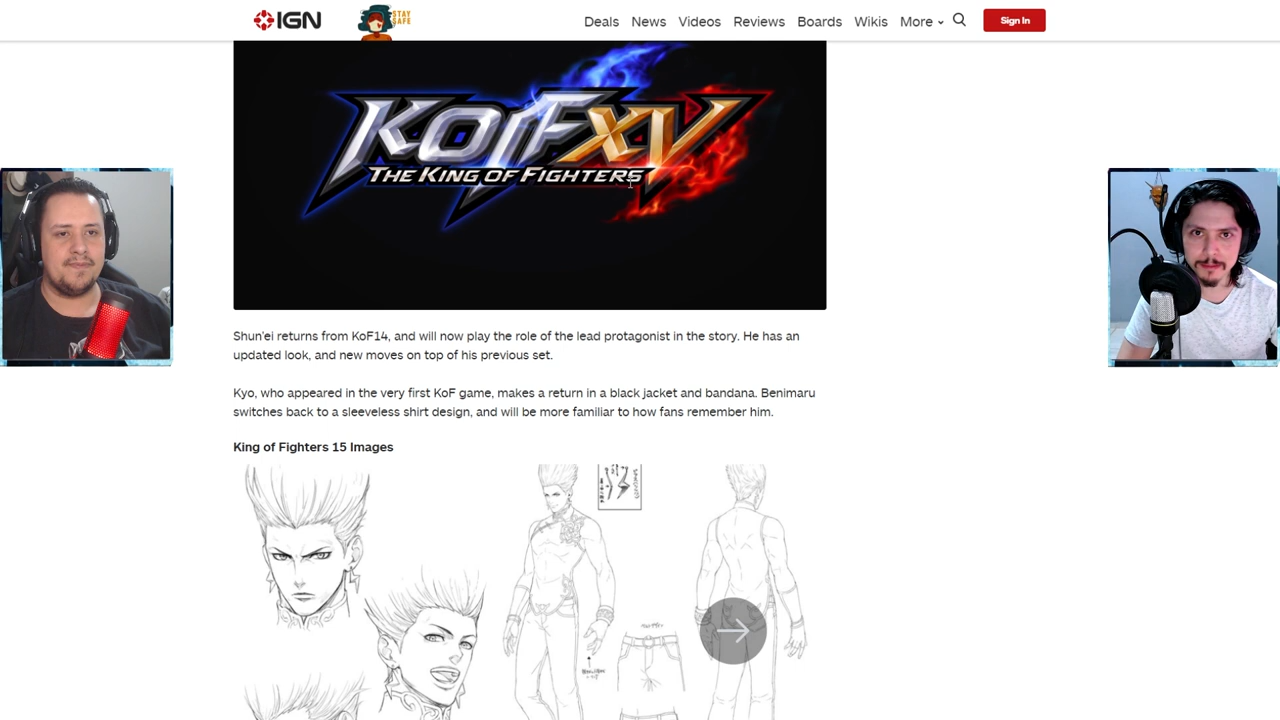 IGN
STAY
SAFE
Deals News Videos Reviews Boards Wikis More
Sign In
KOF XV
THE KING OF FIGHTERS
Shun'ei returns from KoF14, and will now play the role of the lead protagonist in the story. He has an
updated look, and new moves on top of his previous set.
Kyo, who appeared in the very first KoF game, makes a return in a black jacket and bandana. Benimaru
switches back to a sleeveless shirt design, and will be more familiar to how fans remember him.
King of Fighters 15 Images